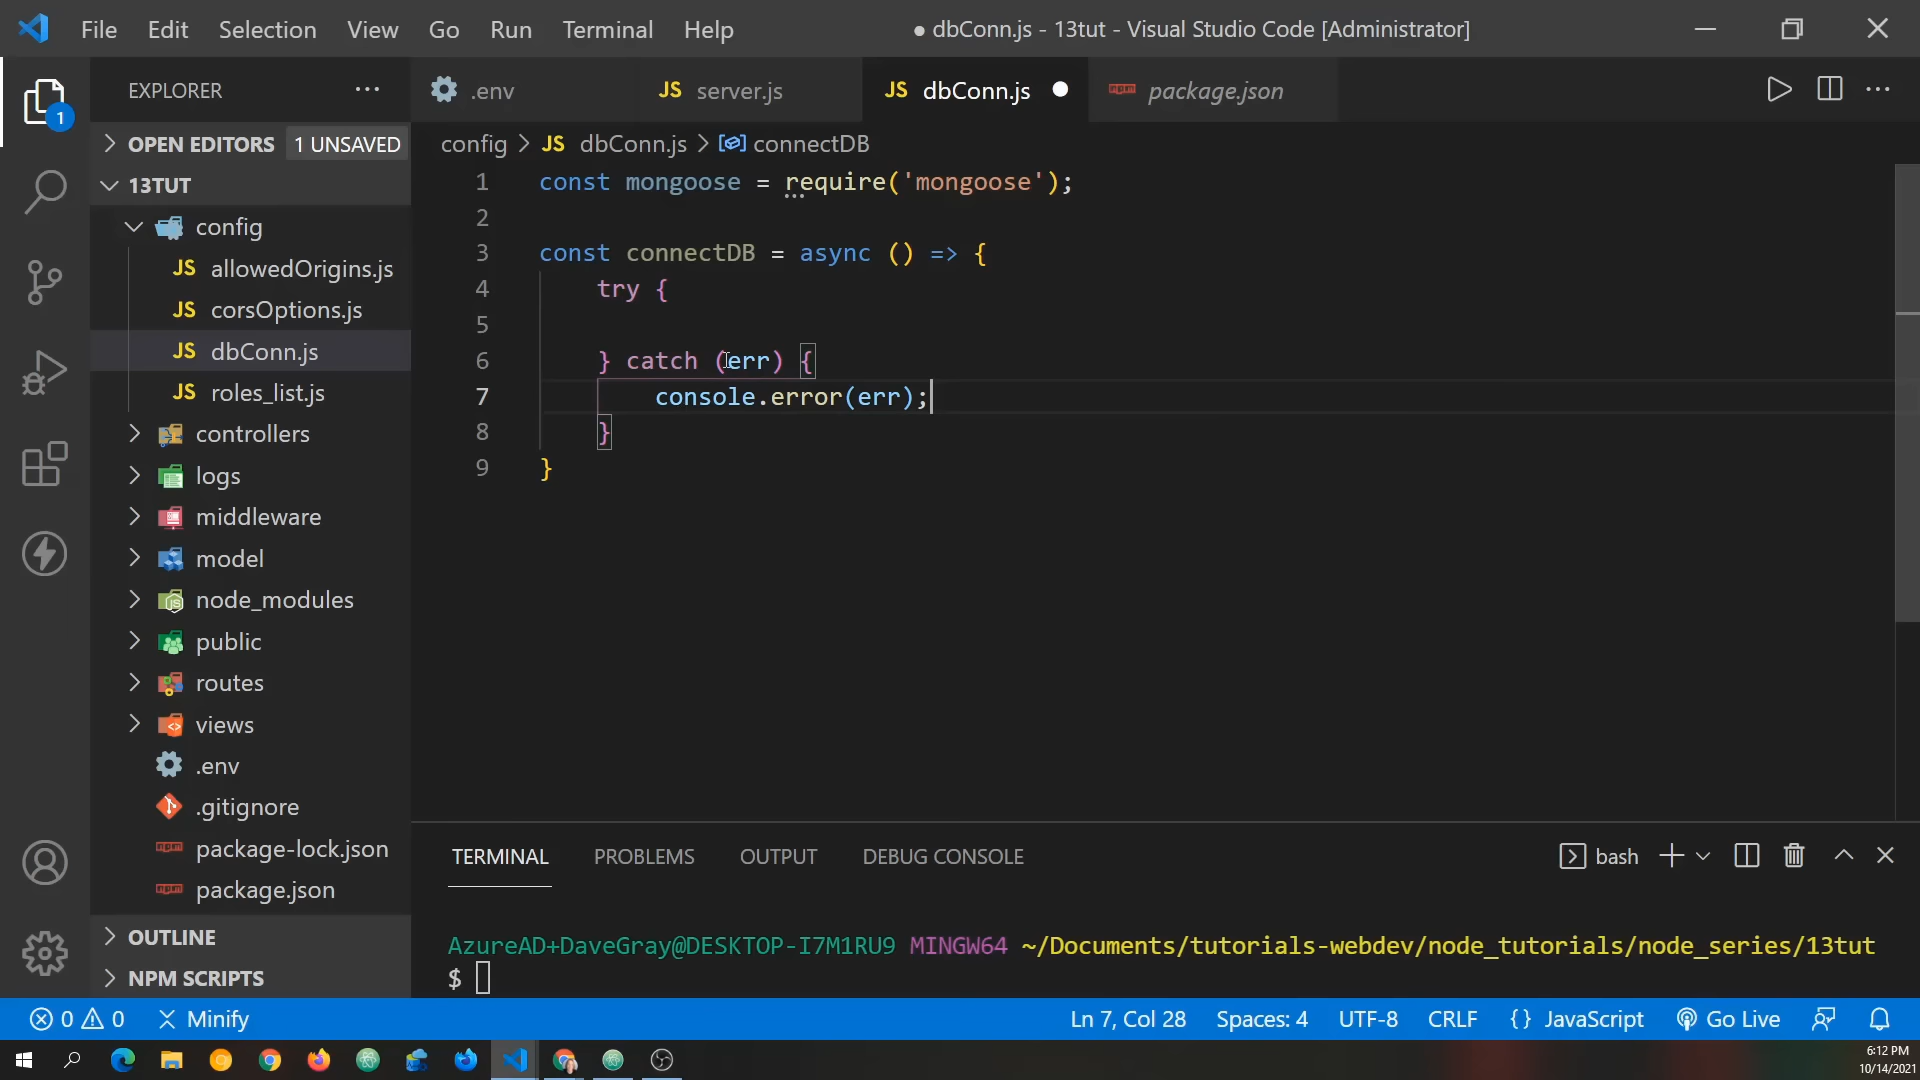 File Edit Selection View Go Run Terminal Help
● dbConn.js - 13tut - Visual Studio Code [Administrator]
EXPLORER
1
OPEN EDITORS 1 UNSAVED
13TUT
config
JS allowedOrigins.js
JS corsOptions.js
JS dbConn.js
JS roles_list.js
controllers
logs
middleware
model
node_modules
public
routes
views
.env
.gitignore
package-lock.json
package.json
OUTLINE
NPM SCRIPTS
.env JS server.js JS dbConn.js package.json
config > JS dbConn.js > connectDB
1 const mongoose = require('mongoose');
2
3 const connectDB = async () => {
4 try {
5
6 } catch (err) {
7 console.error(err);
8 }
9 }
TERMINAL PROBLEMS OUTPUT DEBUG CONSOLE
bash
AzureAD+DaveGray@DESKTOP-I7M1RU9 MINGW64 ~/Documents/tutorials-webdev/node_tutorials/node_series/13tut
$
0 0 Minify
Ln 7, Col 28 Spaces: 4 UTF-8 CRLF {} JavaScript Go Live
6:12 PM
10/14/2021